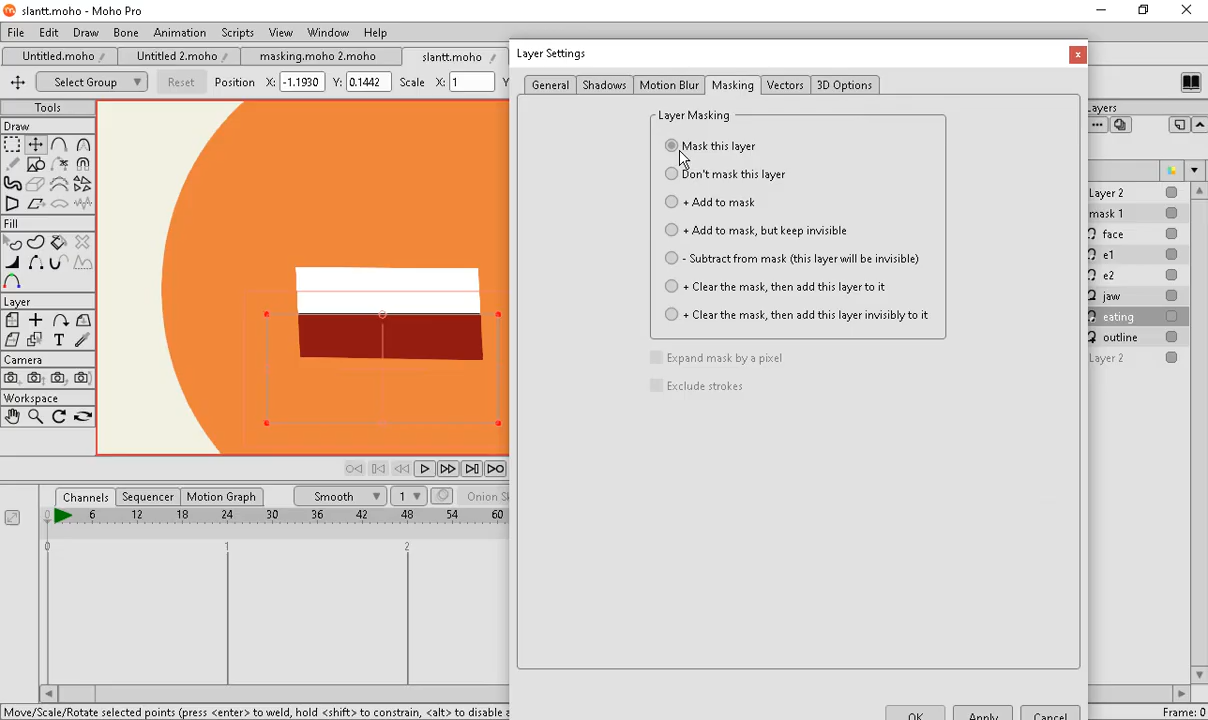 slantt.moho - Moho Pro
File Edit Draw Bone Animation Scripts View Window Help
Untitled.moho Untitled 2.moho masking.moho 2.moho* slantt.moho
Select Group Reset Position X: -1.1930 Y: 0.1442 Scale X: 1 Y
Tools
Draw
Fill
Layer
Camera
Workspace
Layer Settings
General Shadows Motion Blur Masking Vectors 3D Options
Layer Masking
Mask this layer
Don't mask this layer
+ Add to mask
+ Add to mask, but keep invisible
- Subtract from mask (this layer will be invisible)
+ Clear the mask, then add this layer to it
+ Clear the mask, then add this layer invisibly to it
Expand mask by a pixel
Exclude strokes
OK Apply Cancel
ayers
Layer 2
mask 1
face
e1
e2
jaw
eating
outline
Layer 2
Channels Sequencer Motion Graph Smooth 1 Onion Sk
0 6 12 18 24 30 36 42 48 54 60
0 1 2
Move/Scale/Rotate selected points (press <enter> to weld, hold <shift> to constrain, <alt> to disable a
Frame: 0